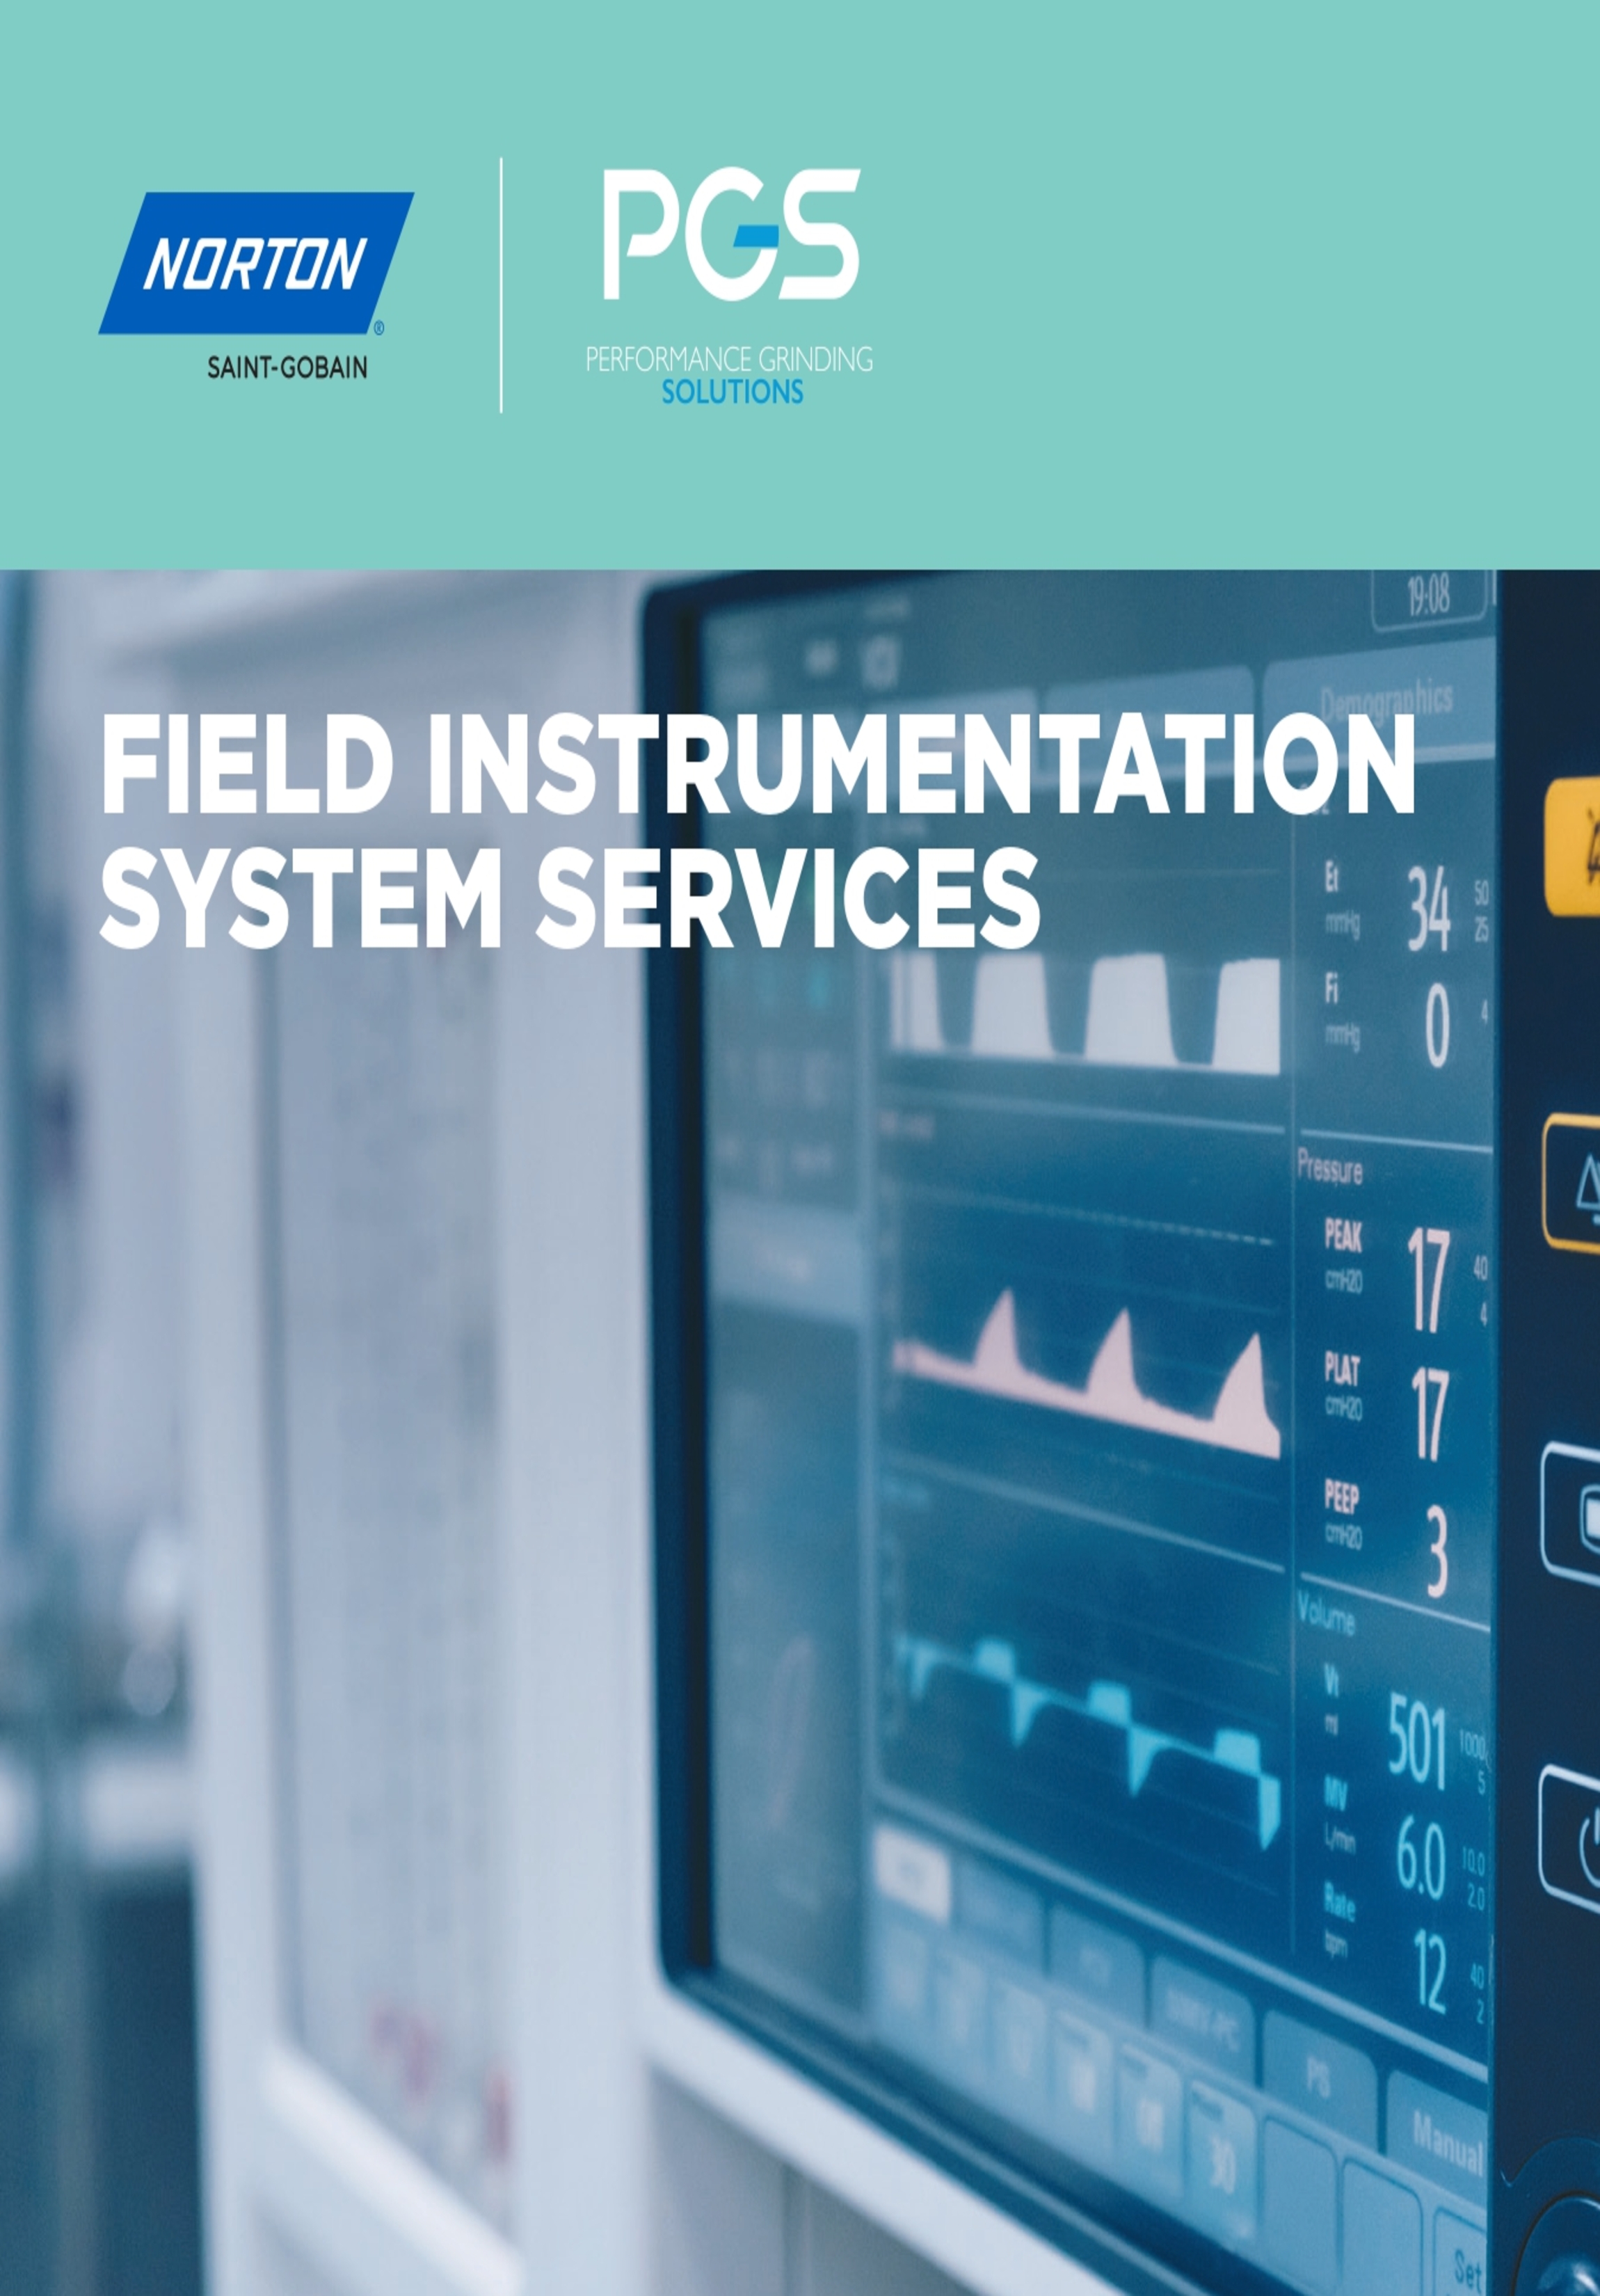 NORTON
®
SAINT-GOBAIN
PGS
PERFORMANCE GRINDING
SOLUTIONS
19:08
Demographics
FIELD INSTRUMENTATION
SYSTEM SERVICES
Et 34 50
mmHg 25
Fi 0 4
mmHg
Pressure
PEAK 17 40
cmH2O 4
PLAT 17
cmH2O
PEEP 3
cmH2O
Volume
Vt 501 1000
ml 5
MV 6.0 10.0
L/min 2.0
Rate 12 40
bpm 2
PS
Manual
30
Set